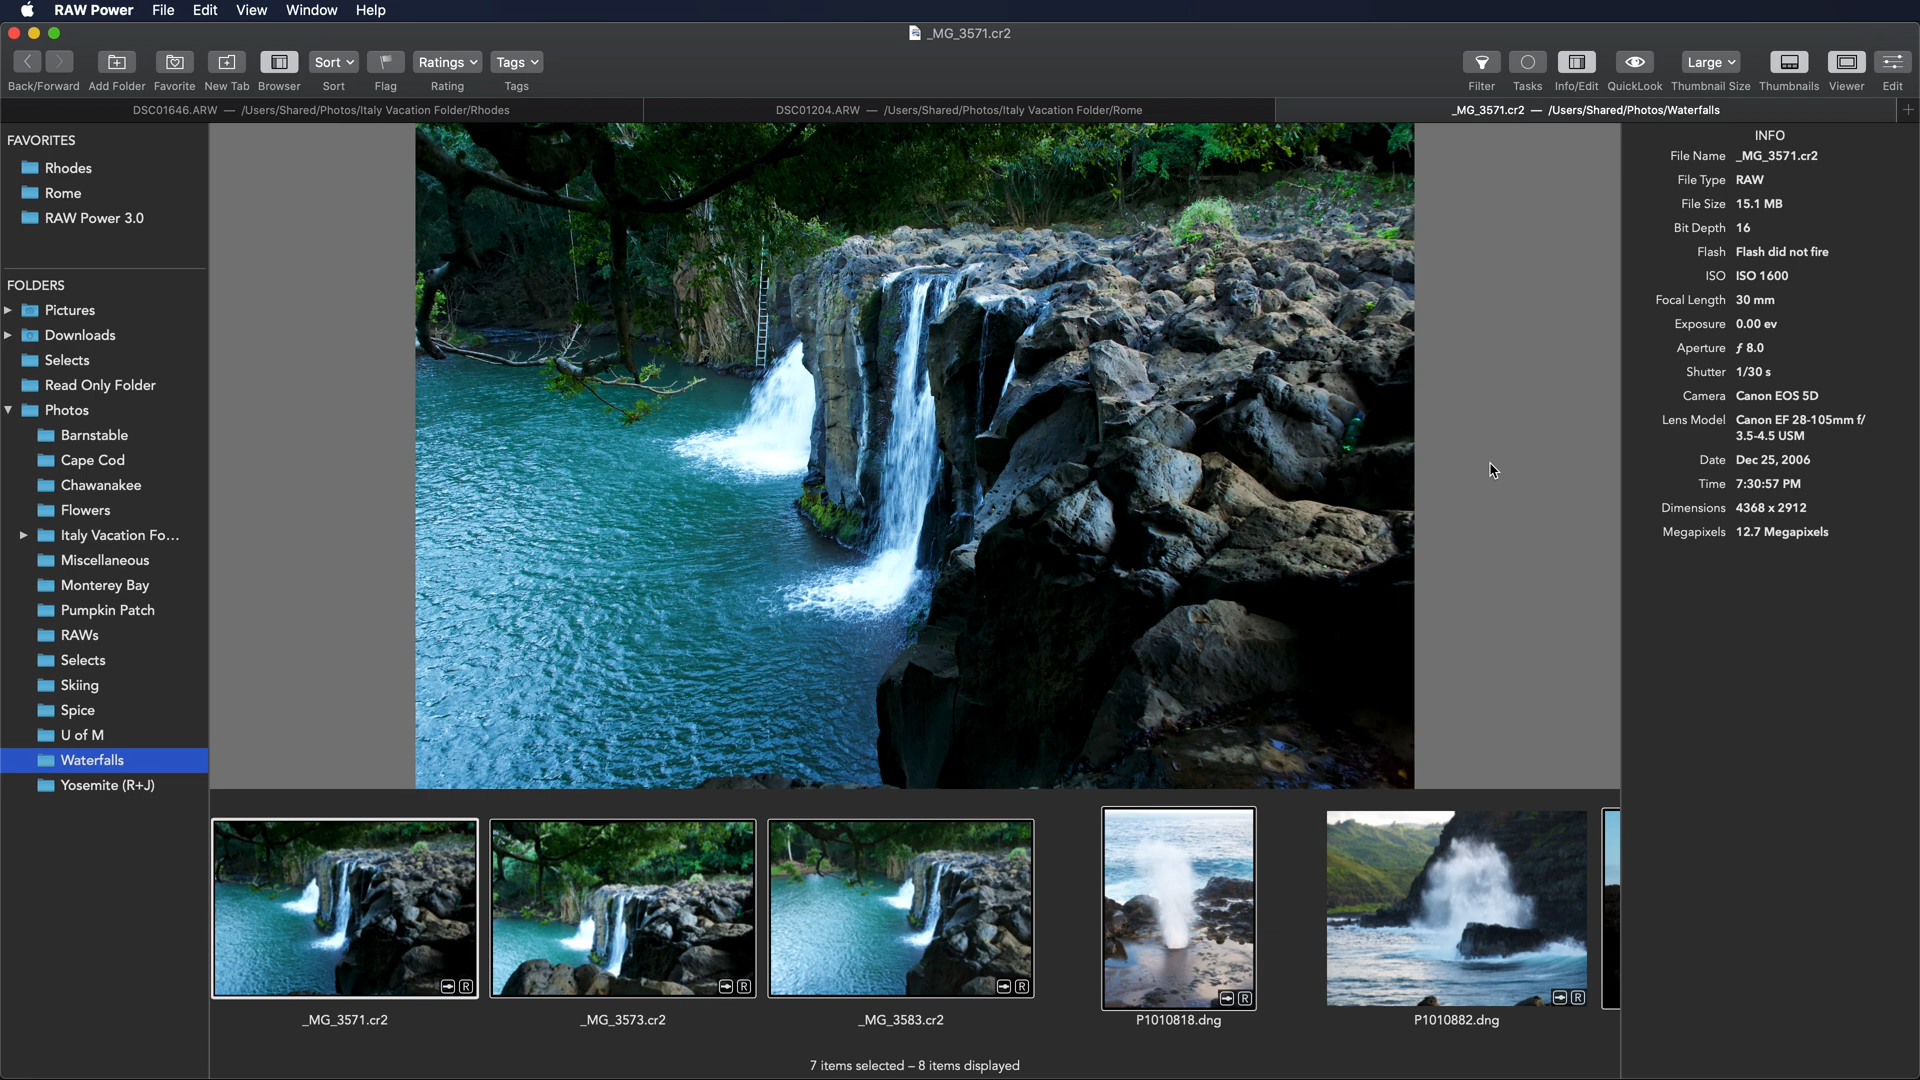 RAW Power File Edit View Window Help
_MG_3571.cr2
Sort Ratings Tags Large
Back/Forward Add Folder Favorite New Tab Browser Sort Flag Rating Tags Filter Tasks Info/Edit QuickLook Thumbnail Size Thumbnails Viewer Edit
DSC01646.ARW — /Users/Shared/Photos/Italy Vacation Folder/Rhodes
DSC01204.ARW — /Users/Shared/Photos/Italy Vacation Folder/Rome
_MG_3571.cr2 — /Users/Shared/Photos/Waterfalls
FAVORITES
Rhodes
Rome
RAW Power 3.0
FOLDERS
Pictures
Downloads
Selects
Read Only Folder
Photos
Barnstable
Cape Cod
Chawanakee
Flowers
Italy Vacation Fo...
Miscellaneous
Monterey Bay
Pumpkin Patch
RAWs
Selects
Skiing
Spice
U of M
Waterfalls
Yosemite (R+J)
INFO
File Name _MG_3571.cr2
File Type RAW
File Size 15.1 MB
Bit Depth 16
Flash Flash did not fire
ISO ISO 1600
Focal Length 30 mm
Exposure 0.00 ev
Aperture ƒ 8.0
Shutter 1/30 s
Camera Canon EOS 5D
Lens Model Canon EF 28-105mm f/
3.5-4.5 USM
Date Dec 25, 2006
Time 7:30:57 PM
Dimensions 4368 x 2912
Megapixels 12.7 Megapixels
R R R R R
_MG_3571.cr2 _MG_3573.cr2 _MG_3583.cr2 P1010818.dng P1010882.dng
7 items selected – 8 items displayed